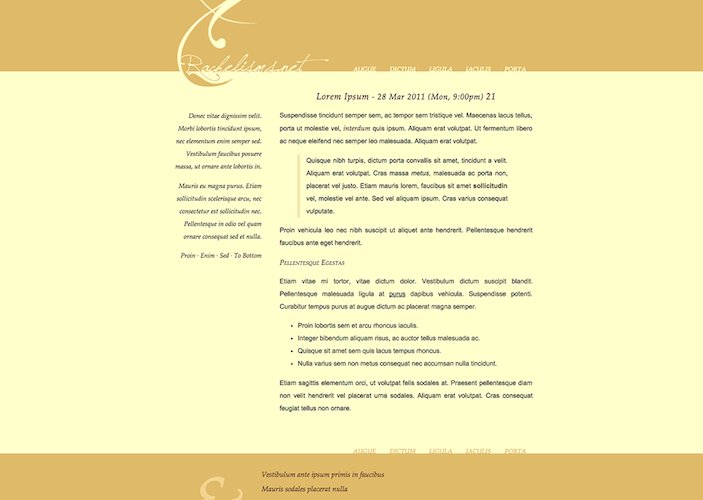 Rachelisms.net
AUGUE DICTUM LIGULA IACULIS PORTA
Lorem Ipsum - 28 Mar 2011 (Mon, 9:00pm) 21
Donec vitae dignissim velit.
Morbi lobortis tincidunt ipsum,
nec elementum enim semper sed.
Vestibulum faucibus posuere
massa, ut ornare ante lobortis in.
Mauris eu magna purus. Etiam
sollicitudin scelerisque arcu, nec
consectetur est sollicitudin nec.
Pellentesque in odio vel quam
ornare consequat sed et nulla.
Proin · Enim · Sed · To Bottom
Suspendisse tincidunt semper sem, ac tempor sem tristique vel. Maecenas lacus tellus,
porta ut molestie vel, interdum quis ipsum. Aliquam erat volutpat. Ut fermentum libero
ac neque eleifend nec semper leo malesuada. Aliquam erat volutpat.
Quisque nibh turpis, dictum porta convallis sit amet, tincidunt a velit.
Aliquam erat volutpat. Cras massa metus, malesuada ac porta non,
placerat vel justo. Etiam mauris lorem, faucibus sit amet sollicitudin
vel, molestie vel ante. Sed vel aliquam ipsum. Cras varius consequat
vulputate.
Proin vehicula leo nec nibh suscipit ut aliquet ante hendrerit. Pellentesque hendrerit
faucibus ante eget hendrerit.
Pellentesque Egestas
Etiam vitae mi tortor, vitae dictum dolor. Vestibulum dictum suscipit blandit.
Pellentesque malesuada ligula at purus dapibus vehicula. Suspendisse potenti.
Curabitur tempus purus at augue dictum ac placerat magna semper.
• Proin lobortis sem et arcu rhoncus iaculis.
• Integer bibendum aliquam risus, ac auctor tellus malesuada ac.
• Quisque sit amet sem quis lacus tempus rhoncus.
• Nulla varius sem non metus consequat nec accumsan nulla tincidunt.
Etiam sagittis elementum orci, ut volutpat felis sodales at. Praesent pellentesque diam
non velit hendrerit vel placerat urna sodales. Aliquam erat volutpat. Cras consequat
feugiat tellus non ornare.
AUGUE DICTUM LIGULA IACULIS PORTA
Vestibulum ante ipsum primis in faucibus
Mauris sodales placerat nulla